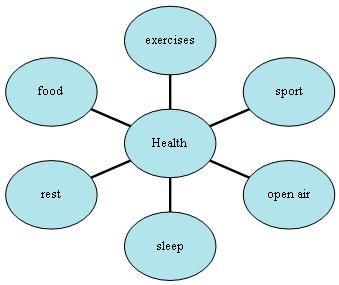 exercises
food
sport
Health
rest
open air
sleep